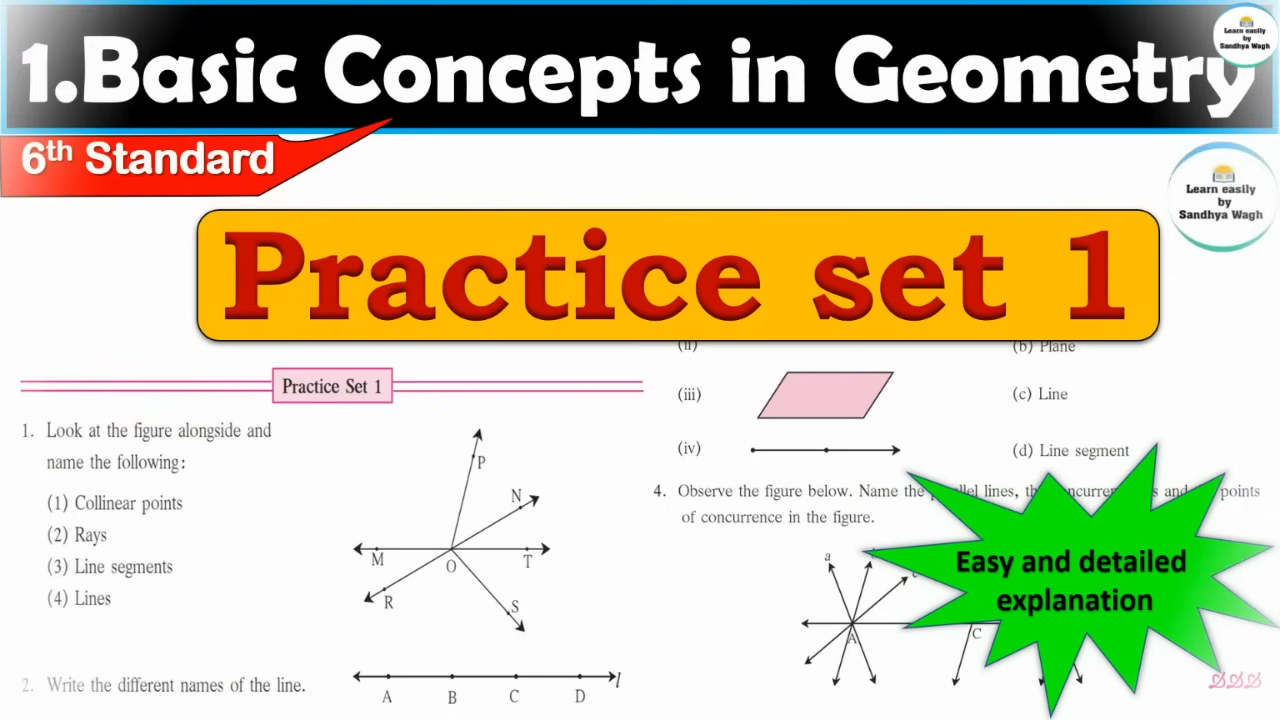 1.Basic Concepts in Geometry
Learn easily
by
Sandhya Wagh
6th Standard
Learn easily
by
Sandhya Wagh
Practice set 1
Practice Set 1
1. Look at the figure alongside and
name the following:
(1) Collinear points
(2) Rays
(3) Line segments
(4) Lines
P
N
M
O
T
R
S
2. Write the different names of the line.
A B C D l
(ii) (b) Plane
(iii) (c) Line
(iv) (d) Line segment
4. Observe the figure below. Name the lines, and points
of concurrence in the figure.
a
A
C
Easy and detailed
explanation